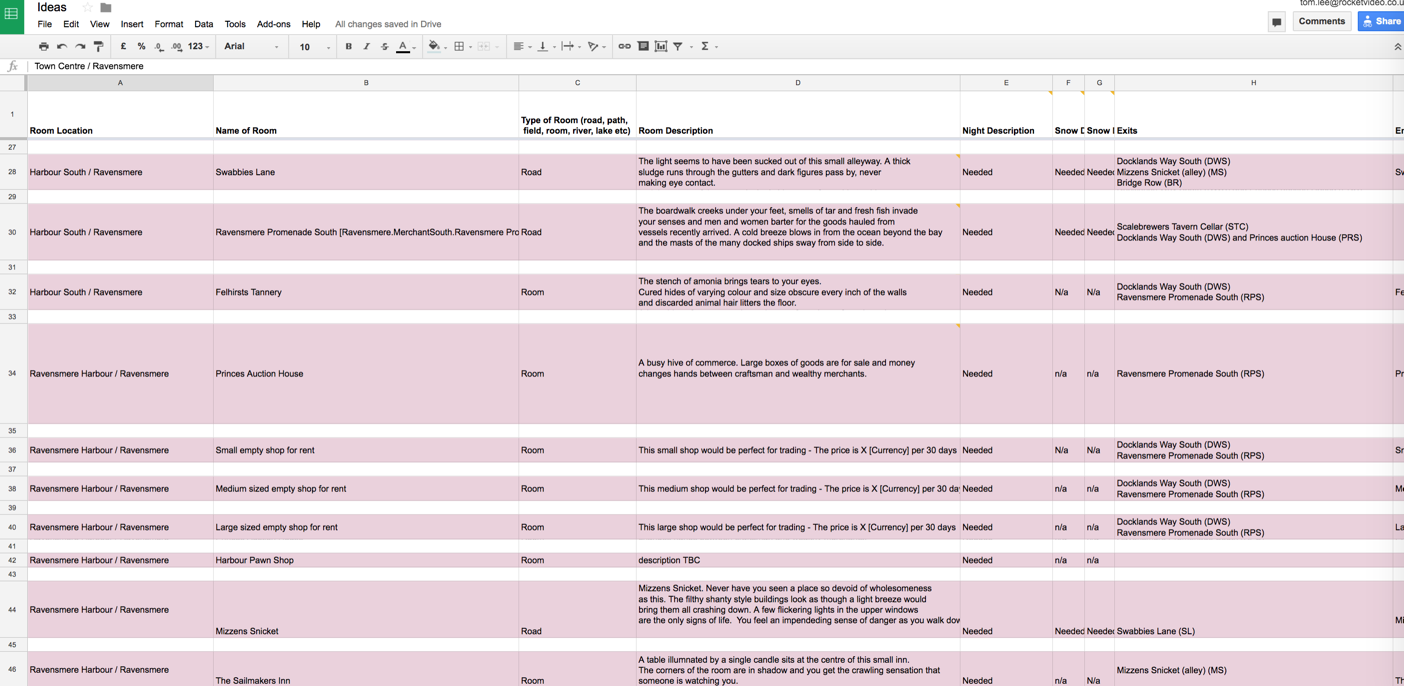 Ideas
tom.lee@rocketvideo.co.u
File Edit View Insert Format Data Tools Add-ons Help All changes saved in Drive
Comments Share
£ % .0 .00 123 Arial 10 B I S A Σ
fx Town Centre / Ravensmere
A B C D E F G H
1 Room Location Name of Room Type of Room (road, path, field, room, river, lake etc) Room Description Night Description Snow D Snow I Exits En
27
28 Harbour South / Ravensmere Swabbies Lane Road
The light seems to have been sucked out of this small alleyway. A thick
sludge runs through the gutters and dark figures pass by, never
making eye contact.
Needed Needed Needed
Docklands Way South (DWS)
Mizzens Snicket (alley) (MS)
Bridge Row (BR)
Sw
29
30 Harbour South / Ravensmere Ravensmere Promenade South [Ravensmere.MerchantSouth.Ravensmere Pro Road
The boardwalk creeks under your feet, smells of tar and fresh fish invade
your senses and men and women barter for the goods hauled from
vessels recently arrived. A cold breeze blows in from the ocean beyond the bay
and the masts of the many docked ships sway from side to side.
Needed Needed Needed
Scalebrewers Tavern Cellar (STC)
Docklands Way South (DWS) and Princes auction House (PRS)
31
32 Harbour South / Ravensmere Felhirsts Tannery Room
The stench of amonia brings tears to your eyes.
Cured hides of varying colour and size obscure every inch of the walls
and discarded animal hair litters the floor.
Needed N/a N/a
Docklands Way South (DWS)
Ravensmere Promenade South (RPS)
Fe
33
34 Ravensmere Harbour / Ravensmere Princes Auction House Room
A busy hive of commerce. Large boxes of goods are for sale and money
changes hands between craftsman and wealthy merchants.
Needed n/a n/a
Ravensmere Promenade South (RPS)
Pr
35
36 Ravensmere Harbour / Ravensmere Small empty shop for rent Room
This small shop would be perfect for trading - The price is X [Currency] per 30 days
Needed N/a N/a
Docklands Way South (DWS)
Ravensmere Promenade South (RPS)
Sr
37
38 Ravensmere Harbour / Ravensmere Medium sized empty shop for rent Room
This medium shop would be perfect for trading - The price is X [Currency] per 30 da
Needed n/a n/a
Docklands Way South (DWS)
Ravensmere Promenade South (RPS)
Me
39
40 Ravensmere Harbour / Ravensmere Large sized empty shop for rent Room
This large shop would be perfect for trading - The price is X [Currency] per 30 days
Needed n/a n/a
Docklands Way South (DWS)
Ravensmere Promenade South (RPS)
La
41
42 Ravensmere Harbour / Ravensmere Harbour Pawn Shop Room description TBC Needed n/a n/a
43
44 Ravensmere Harbour / Ravensmere Mizzens Snicket Road
Mizzens Snicket. Never have you seen a place so devoid of wholesomeness
as this. The filthy shanty style buildings look as though a light breeze would
bring them all crashing down. A few flickering lights in the upper windows
are the only signs of life. You feel an impendeding sense of danger as you walk dow
Needed Needed Needed
Swabbies Lane (SL)
Mi
45
46 Ravensmere Harbour / Ravensmere The Sailmakers Inn Room
A table illumnated by a single candle sits at the centre of this small inn.
The corners of the room are in shadow and you get the crawling sensation that
someone is watching you.
Needed n/a N/a
Mizzens Snicket (alley) (MS)
Th